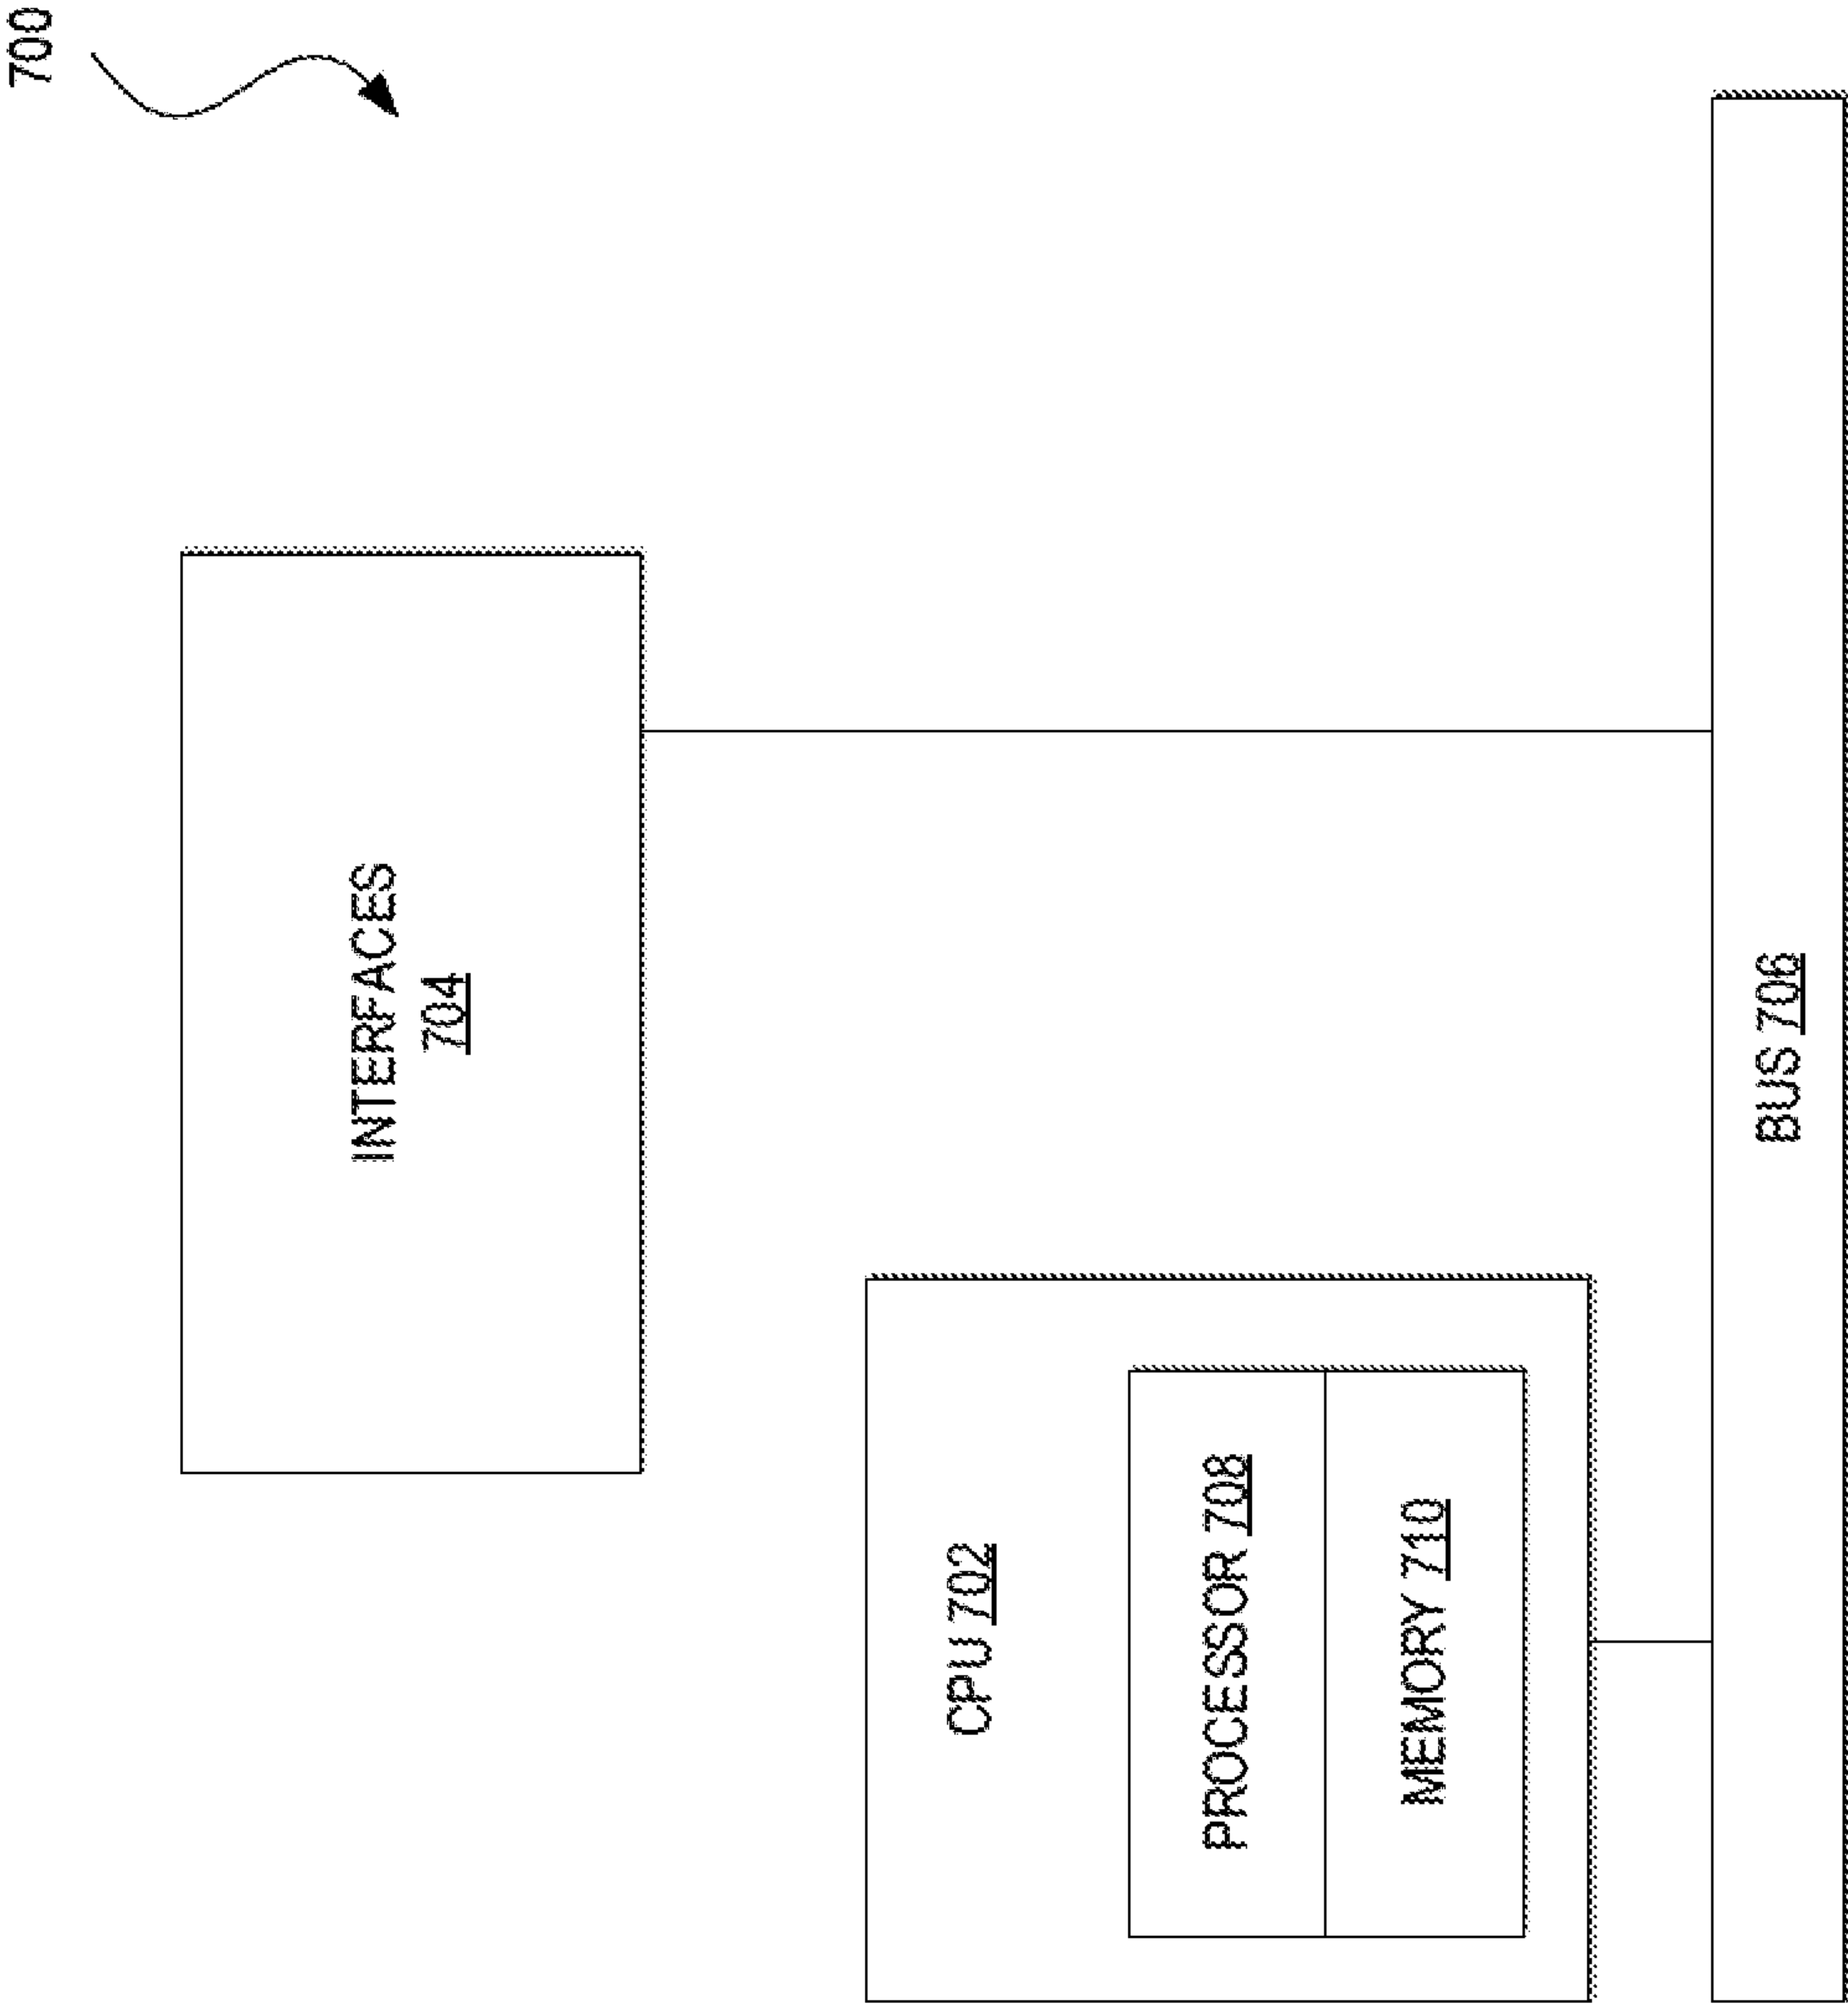 700
INTERFACES
704
CPU 702
PROCESSOR 708
MEMORY 710
BUS 706